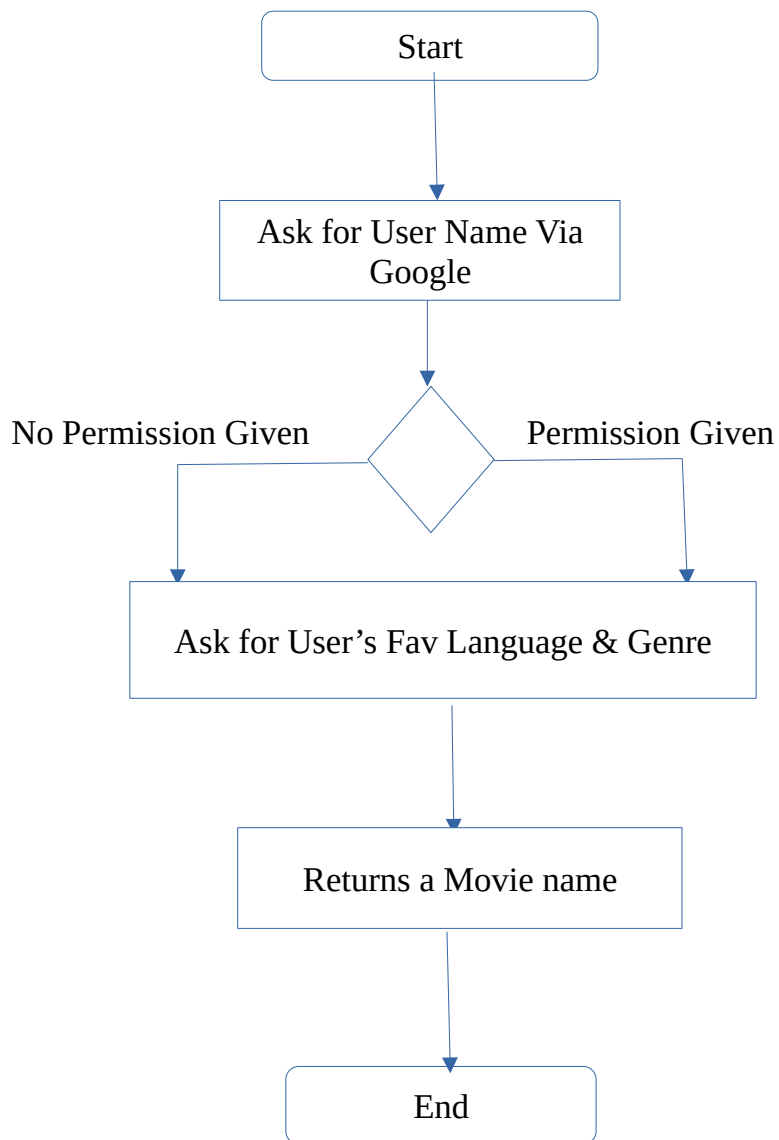 Start
Ask for User Name Via
Google
No Permission Given
Permission Given
Ask for User’s Fav Language & Genre
Returns a Movie name
End